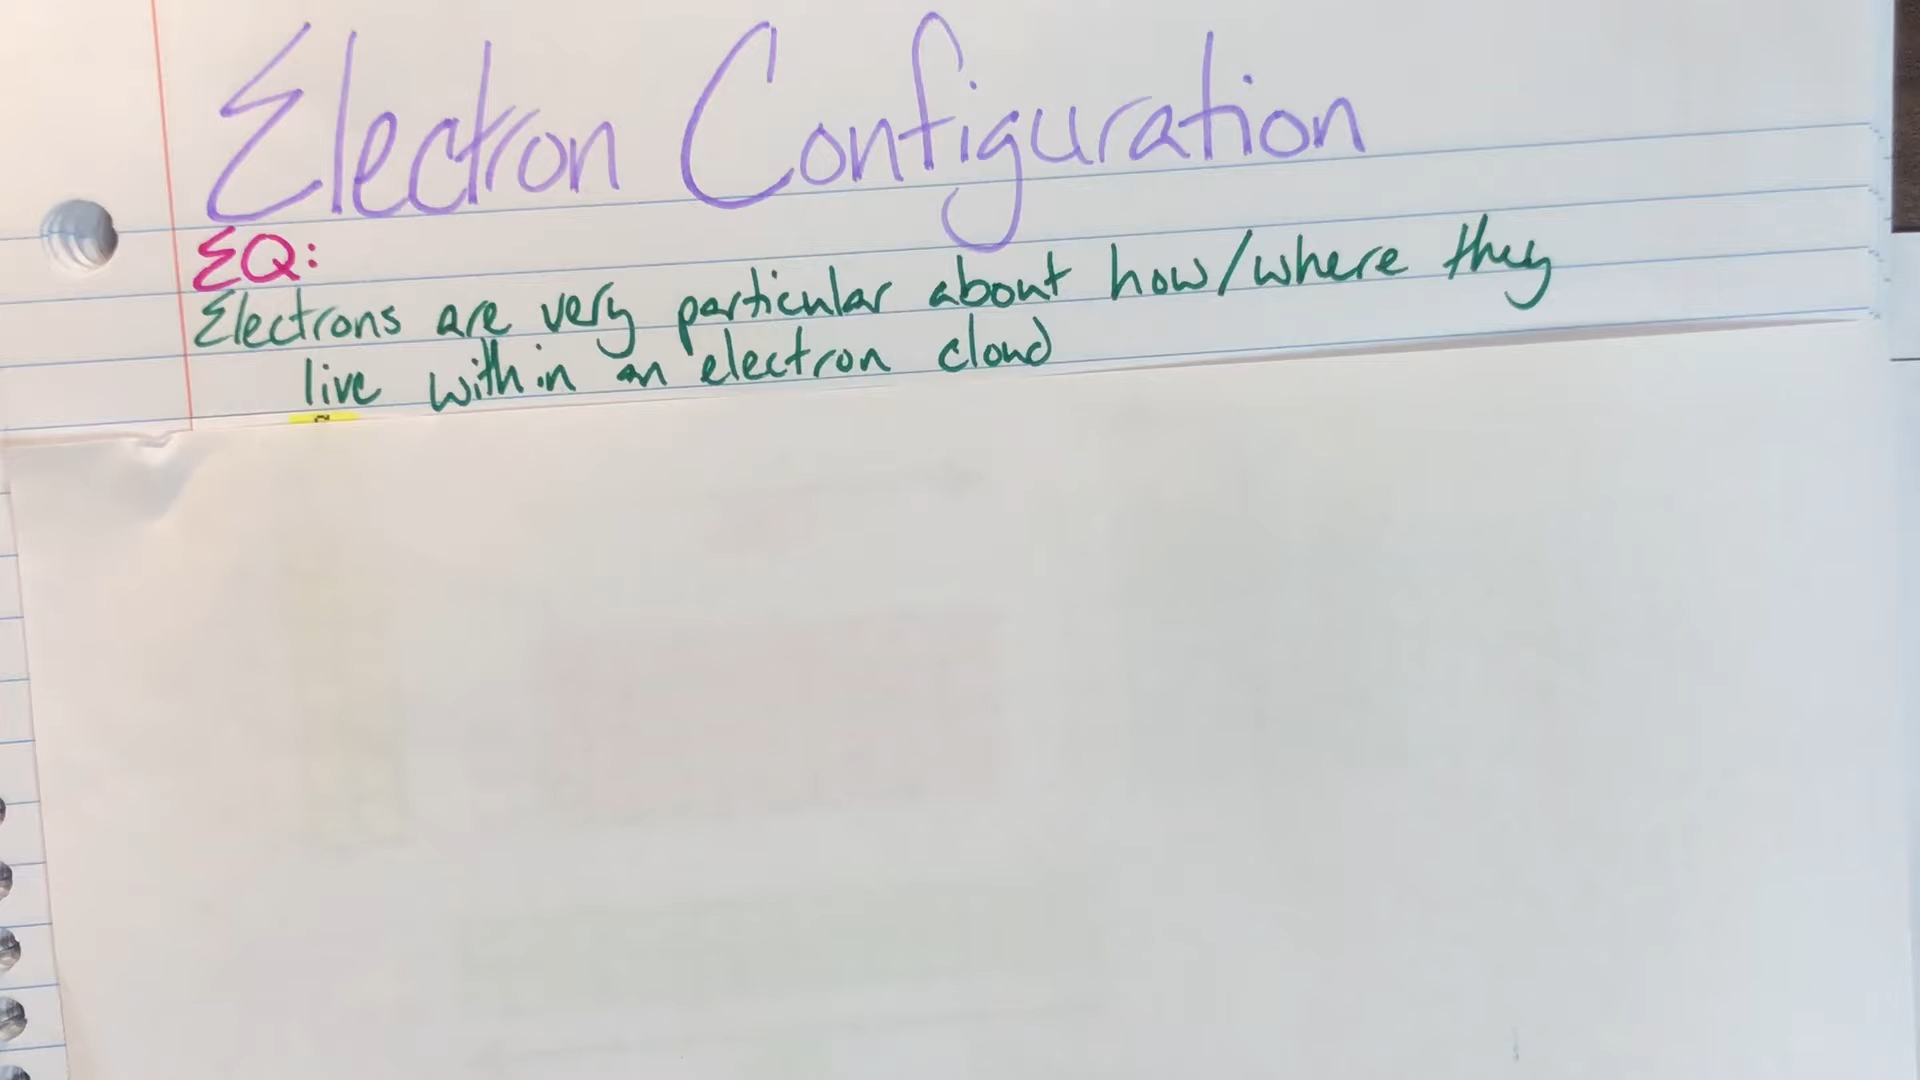 Electron Configuration
EQ:
Electrons are very particular about how/where they
live within an electron cloud